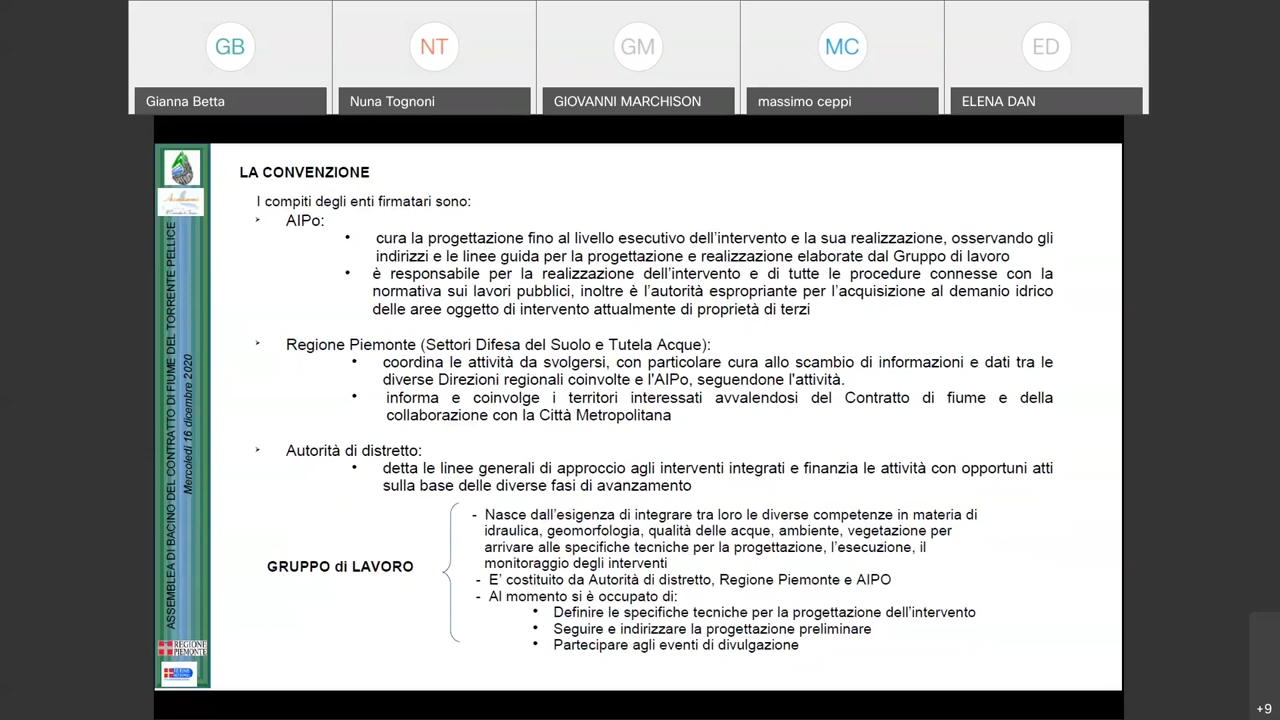 GB
NT
GM
MC
ED
Gianna Betta
Nuna Tognoni
GIOVANNI MARCHISON
massimo ceppi
ELENA DAN
ASSEMBLEA DI BACINO DEL CONTRATTO DI FIUME DEL TORRENTE PELLICE
Mercoledì 16 dicembre 2020
REGIONE
PIEMONTE
LA CONVENZIONE
I compiti degli enti firmatari sono:
➢ AIPo:
• cura la progettazione fino al livello esecutivo dell'intervento e la sua realizzazione, osservando gli
indirizzi e le linee guida per la progettazione e realizzazione elaborate dal Gruppo di lavoro
• è responsabile per la realizzazione dell'intervento e di tutte le procedure connesse con la
normativa sui lavori pubblici, inoltre è l'autorità espropriante per l'acquisizione al demanio idrico
delle aree oggetto di intervento attualmente di proprietà di terzi
➢ Regione Piemonte (Settori Difesa del Suolo e Tutela Acque):
• coordina le attività da svolgersi, con particolare cura allo scambio di informazioni e dati tra le
diverse Direzioni regionali coinvolte e l'AIPo, seguendone l'attività.
• informa e coinvolge i territori interessati avvalendosi del Contratto di fiume e della
collaborazione con la Città Metropolitana
➢ Autorità di distretto:
• detta le linee generali di approccio agli interventi integrati e finanzia le attività con opportuni atti
sulla base delle diverse fasi di avanzamento
GRUPPO di LAVORO
- Nasce dall'esigenza di integrare tra loro le diverse competenze in materia di
idraulica, geomorfologia, qualità delle acque, ambiente, vegetazione per
arrivare alle specifiche tecniche per la progettazione, l'esecuzione, il
monitoraggio degli interventi
- E' costituito da Autorità di distretto, Regione Piemonte e AIPO
- Al momento si è occupato di:
• Definire le specifiche tecniche per la progettazione dell'intervento
• Seguire e indirizzare la progettazione preliminare
• Partecipare agli eventi di divulgazione
+9